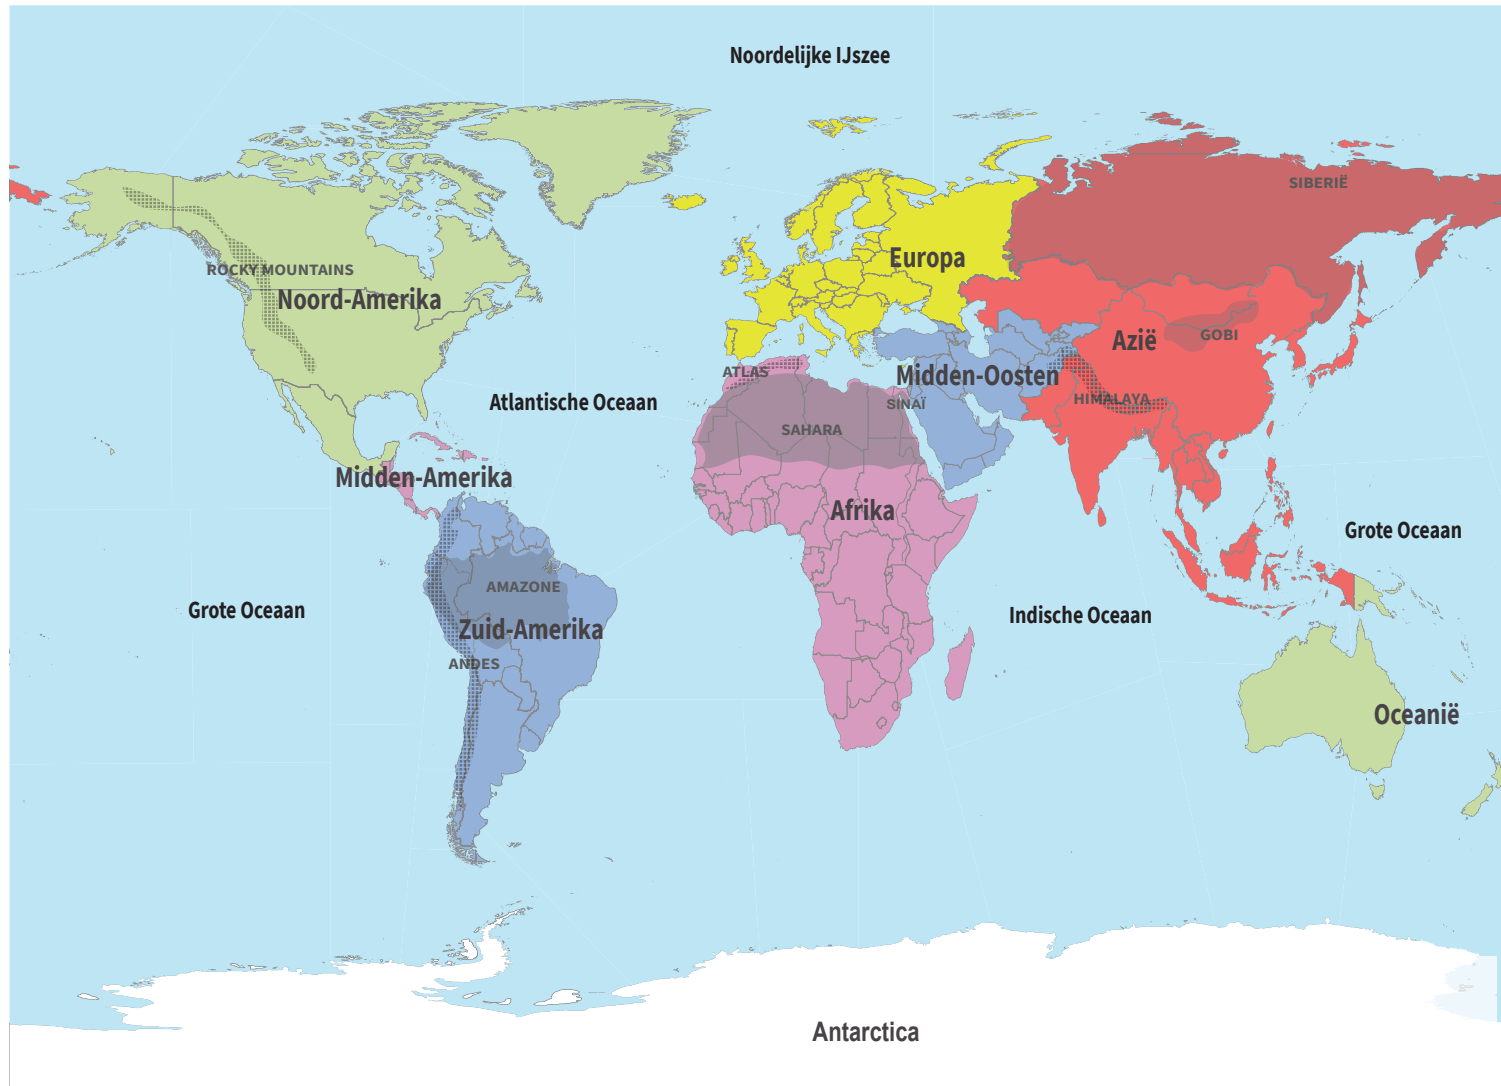 Noordelijke IJszee
SIBERIË
Europa
ROCKY MOUNTAINS
Noord-Amerika
Azië
GOBI
ATLAS
Midden-Oosten
HIMALAYA
Atlantische Oceaan
SINAÏ
SAHARA
Midden-Amerika
Afrika
Grote Oceaan
AMAZONE
Grote Oceaan
Indische Oceaan
Zuid-Amerika
ANDES
Oceanië
Antarctica